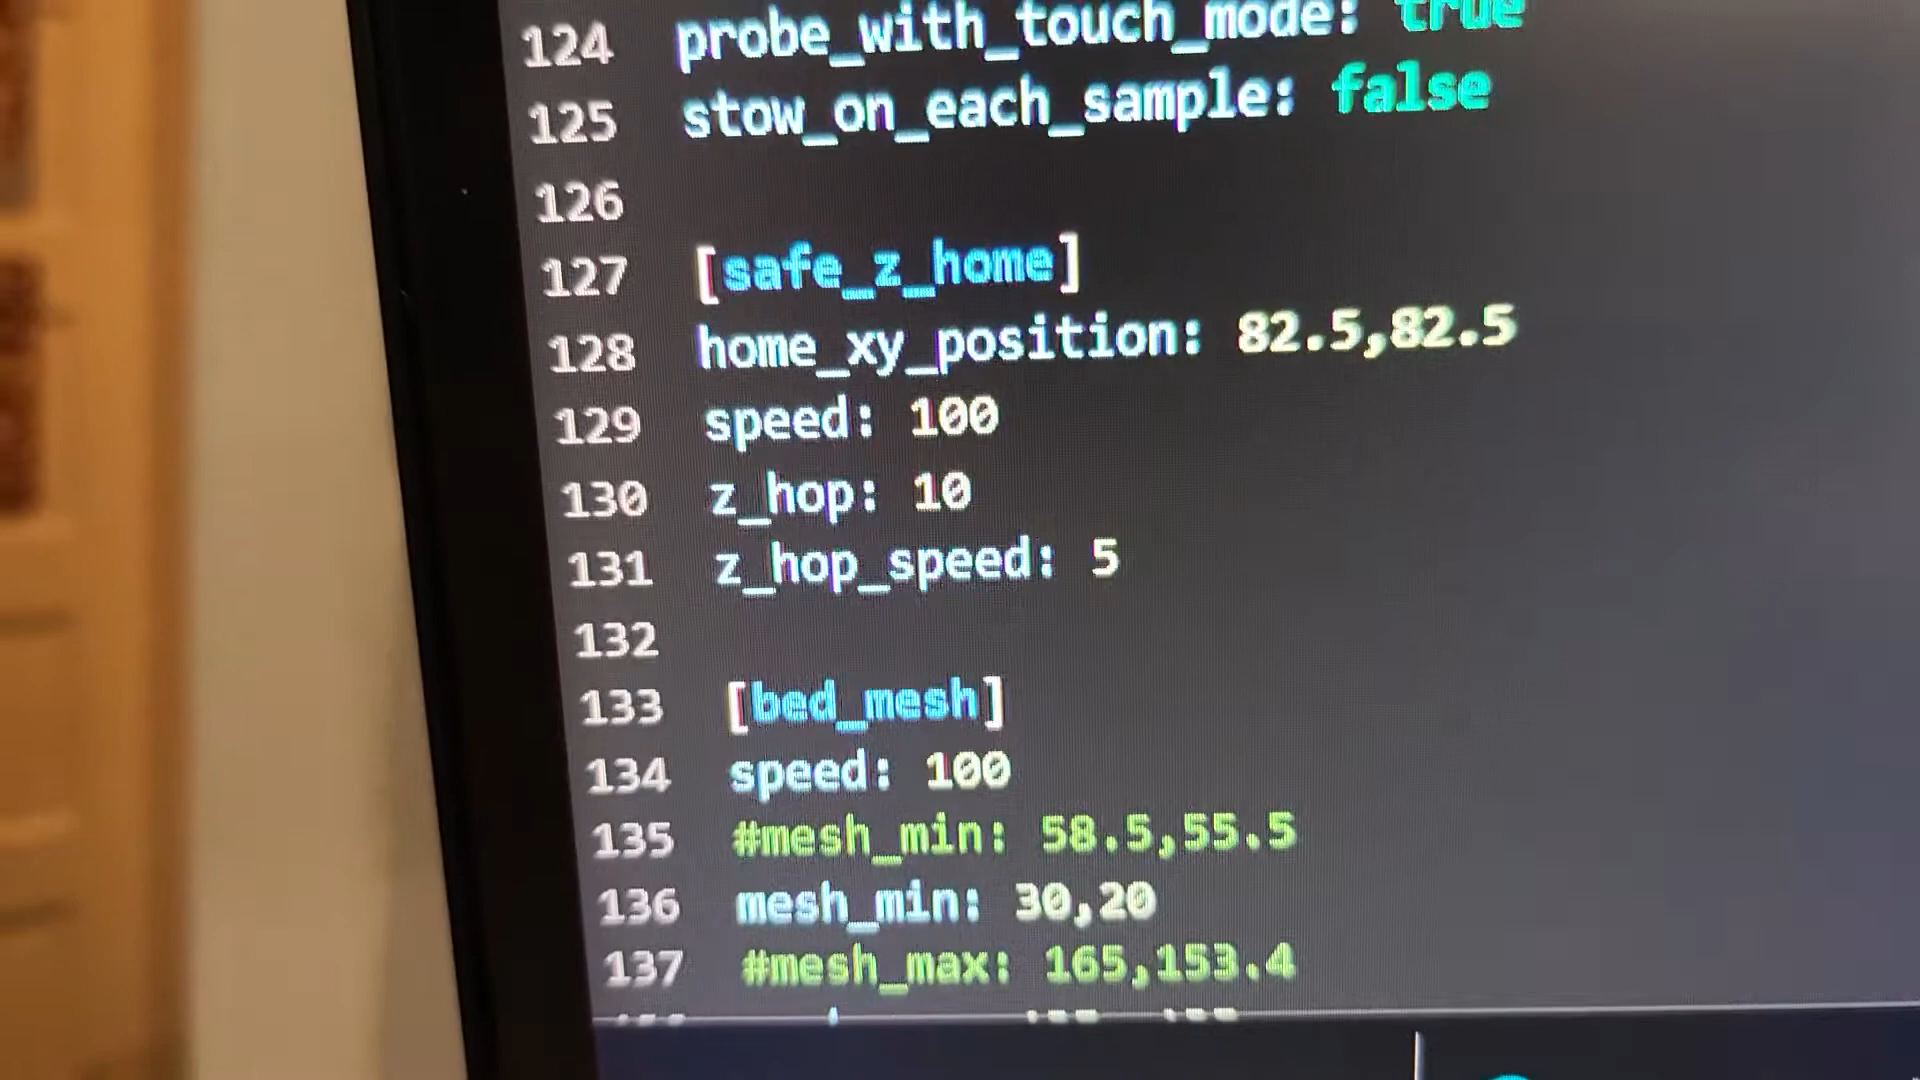 124 probe_with_touch_mode: true
125 stow_on_each_sample: false
126
127 [safe_z_home]
128 home_xy_position: 82.5,82.5
129 speed: 100
130 z_hop: 10
131 z_hop_speed: 5
132
133 [bed_mesh]
134 speed: 100
135 #mesh_min: 58.5,55.5
136 mesh_min: 30,20
137 #mesh_max: 165,153.4